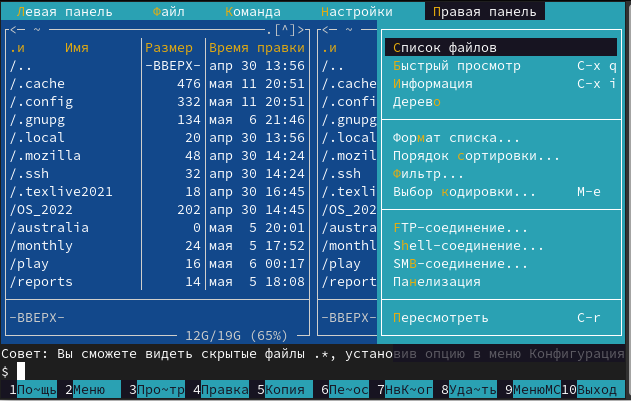 Левая панель Файл Команда Настройки Правая панель
<— ~ .[^]>
.и Имя Размер Время правки
/.. -ВВЕРХ- апр 30 13:56
/.cache 476 мая 11 20:51
/.config 332 мая 11 20:51
/.gnupg 134 мая 6 21:46
/.local 20 апр 30 13:56
/.mozilla 48 апр 30 14:24
/.ssh 32 апр 30 14:24
/.texlive2021 18 апр 30 16:45
/OS_2022 202 апр 30 14:45
/australia 0 мая 5 20:01
/monthly 24 мая 5 17:52
/play 16 мая 6 00:17
/reports 14 мая 5 18:08
-ВВЕРХ-
12G/19G (65%)
<— ~
.и
/..
/.cache
/.confi
/.gnupg
/.local
/.mozil
/.ssh
/.texli
/OS_202
/austra
/monthl
/play
/report
-ВВЕРХ-
Список файлов
Быстрый просмотр C-x q
Информация C-x i
Дерево
Формат списка...
Порядок сортировки...
Фильтр...
Выбор кодировки... M-e
FTP-соединение...
Shell-соединение...
SMB-соединение...
Панелизация
Пересмотреть C-r
Совет: Вы сможете видеть скрытые файлы .*, установив опцию в меню Конфигурация
$
1По~щь 2Меню 3Про~тр 4Правка 5Копия 6Пе~ос 7НвК~ог 8Уда~ть 9МенюМС 10Выход